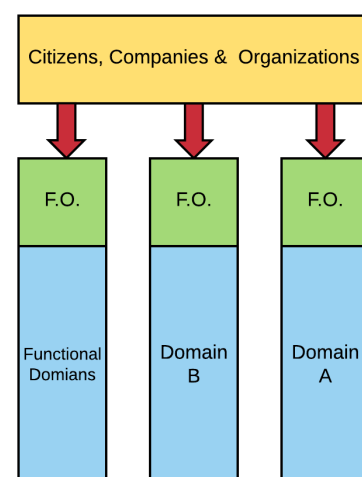 Citizens, Companies & Organizations
F.O.
F.O.
F.O.
Functional
Domians
Domain
B
Domain
A